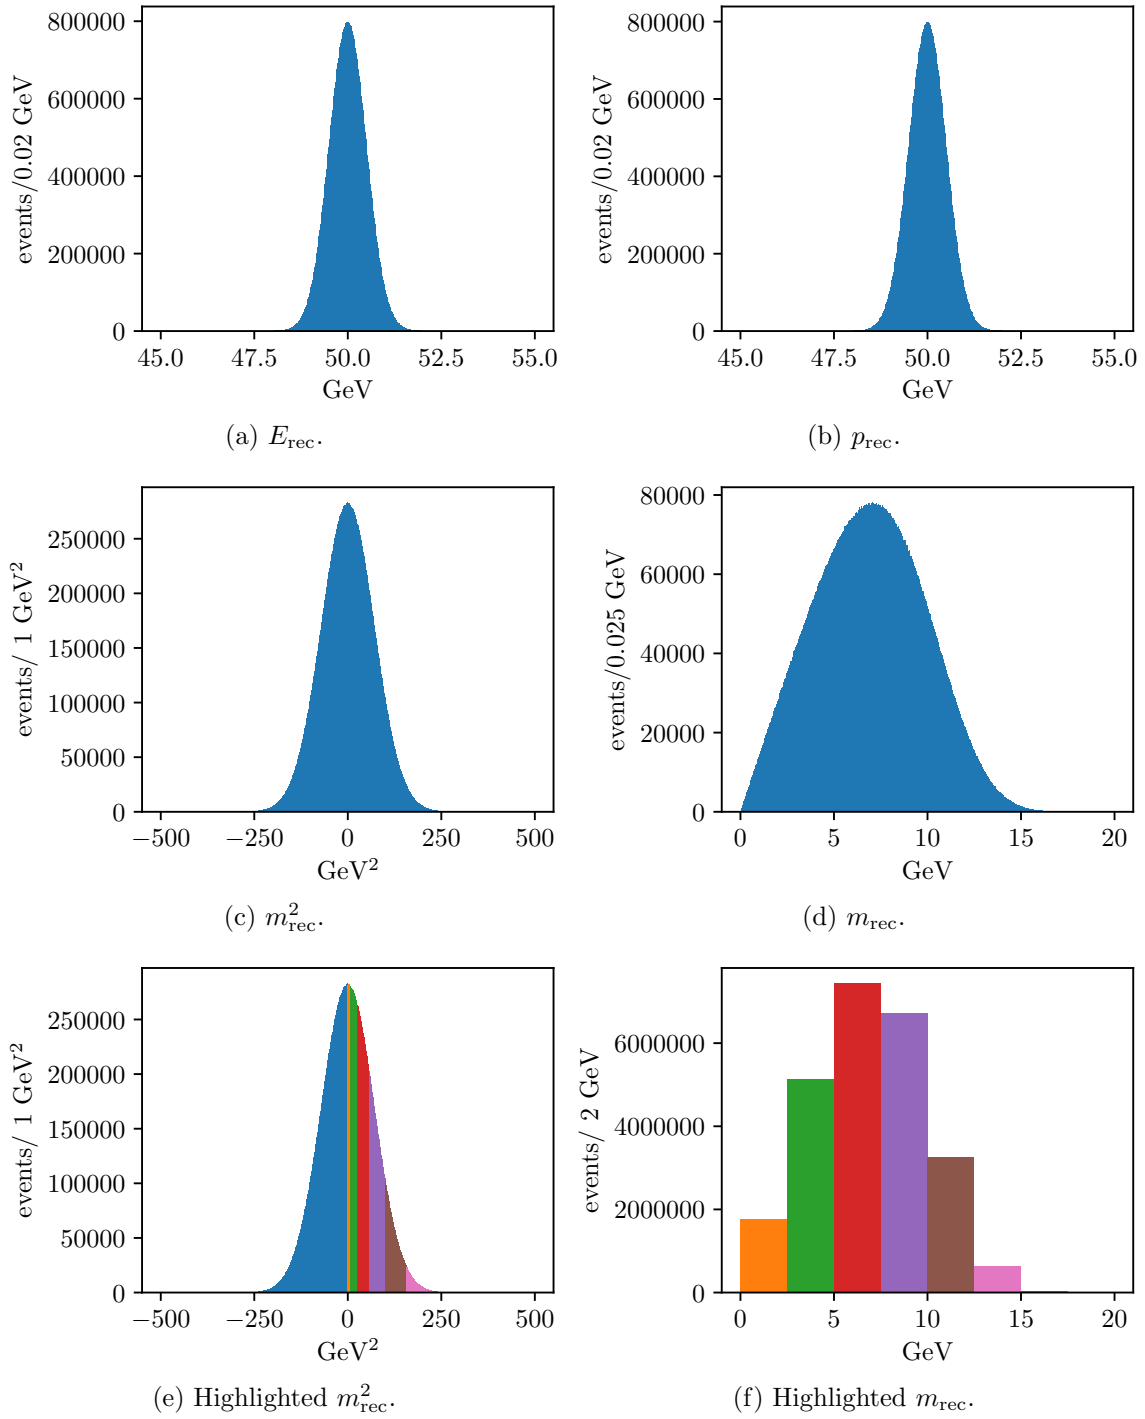 800000
600000
400000
200000
0
events/0.02 GeV
45.0 47.5 50.0 52.5 55.0
GeV
(a) E_rec.
800000
600000
400000
200000
0
events/0.02 GeV
45.0 47.5 50.0 52.5 55.0
GeV
(b) p_rec.
250000
200000
150000
100000
50000
0
events/ 1 GeV²
−500 −250 0 250 500
GeV²
(c) m²_rec.
80000
60000
40000
20000
0
events/0.025 GeV
0 5 10 15 20
GeV
(d) m_rec.
250000
200000
150000
100000
50000
0
events/ 1 GeV²
−500 −250 0 250 500
GeV²
(e) Highlighted m²_rec.
6000000
4000000
2000000
0
events/ 2 GeV
0 5 10 15 20
GeV
(f) Highlighted m_rec.